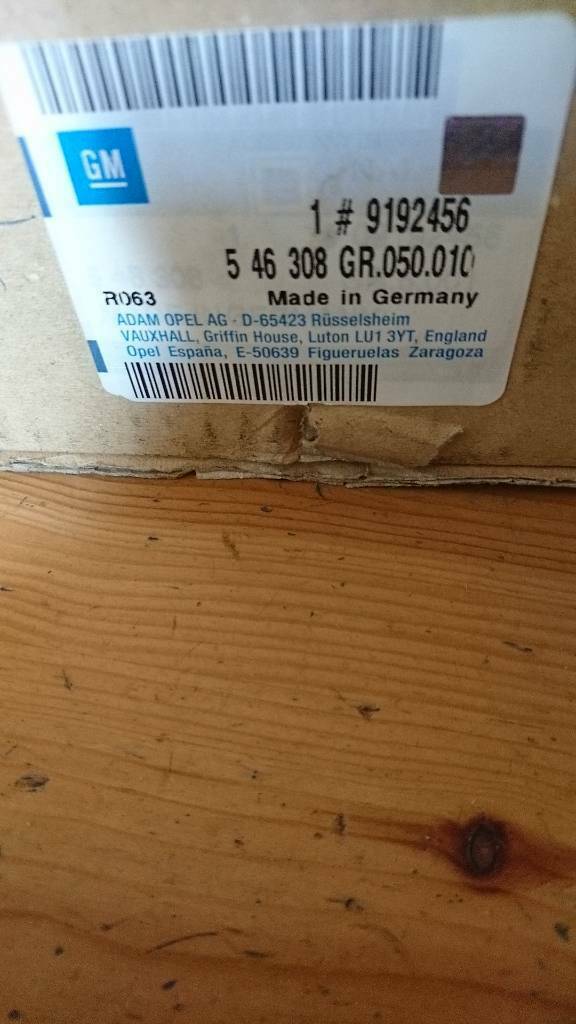 GM
1 # 9192456
5 46 308 GR.050.010
R063 Made in Germany
ADAM OPEL AG - D-65423 Rüsselsheim
VAUXHALL, Griffin House, Luton LU1 3YT, England
Opel España, E-50639 Figueruelas Zaragoza